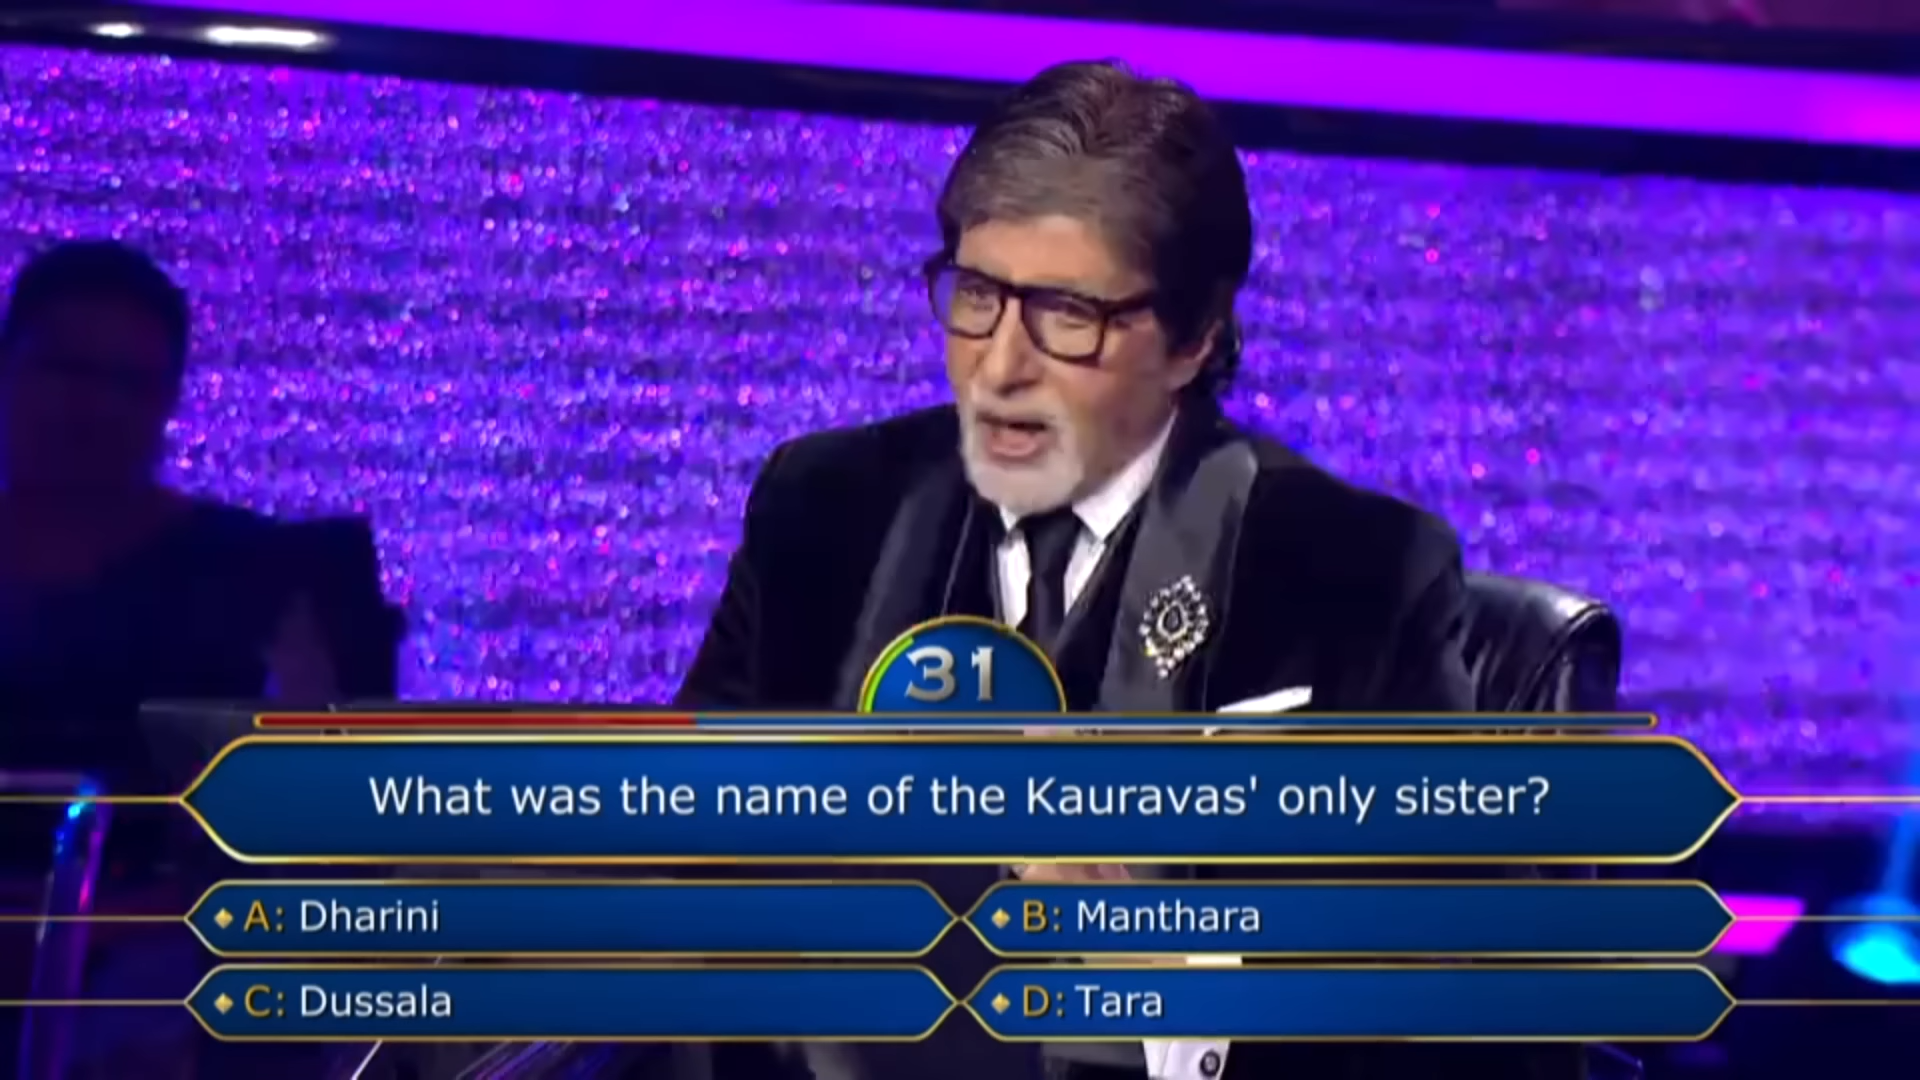 31
What was the name of the Kauravas' only sister?
A: Dharini
B: Manthara
C: Dussala
D: Tara